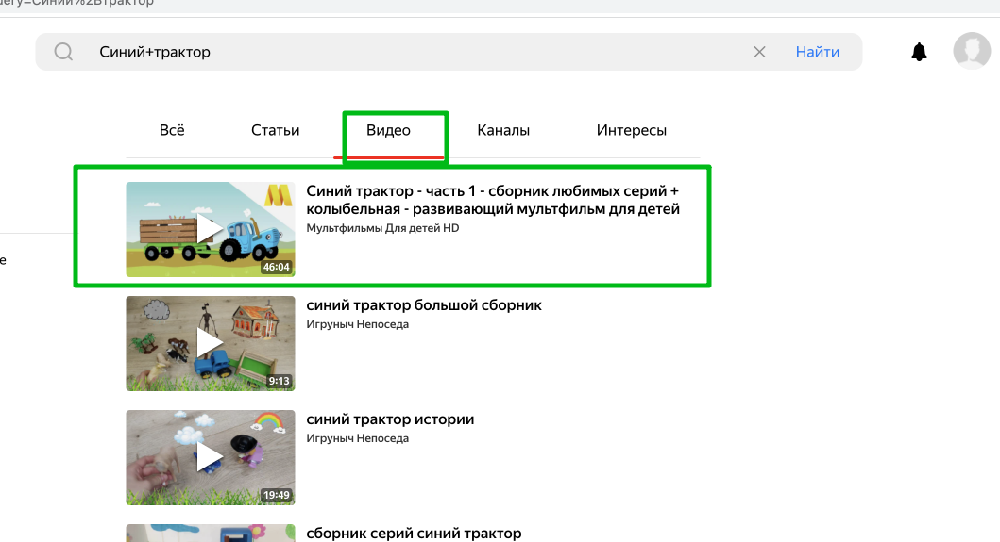 uery=Синий%2Bтрактор
Синий+трактор
Найти
Всё
Статьи
Видео
Каналы
Интересы
Синий трактор - часть 1 - сборник любимых серий +
колыбельная - развивающий мультфильм для детей
Мультфильмы Для детей HD
46:04
е
синий трактор большой сборник
Игруныч Непоседа
9:13
синий трактор истории
Игруныч Непоседа
19:49
сборник серий синий трактор